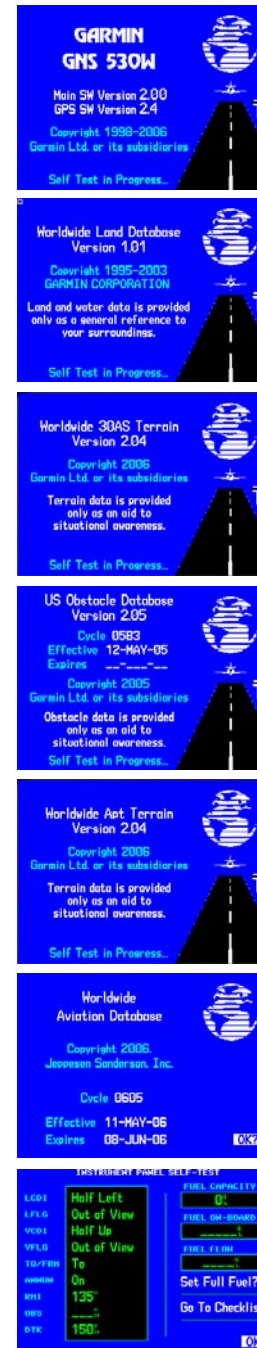 GARMIN
GNS 530W
Main SW Version 2.00
GPS SW Version 2.4
Copyright 1998-2006
Garmin Ltd. or its subsidiaries
Self Test in Progress...
Worldwide Land Database
Version 1.01
Copyright 1995-2003
GARMIN CORPORATION
Land and water data is provided
only as a general reference to
your surroundings.
Self Test in Progress...
Worldwide 30AS Terrain
Version 2.04
Copyright 2006
Garmin Ltd. or its subsidiaries
Terrain data is provided
only as an aid to
situational awareness.
Self Test in Progress...
US Obstacle Database
Version 2.05
Cycle 05B3
Effective 12-MAY-05
Expires __-___-__
Copyright 2005
Garmin Ltd. or its subsidiaries
Obstacle data is provided
only as an aid to
situational awareness.
Self Test in Progress...
Worldwide Apt Terrain
Version 2.04
Copyright 2006
Garmin Ltd. or its subsidiaries
Terrain data is provided
only as an aid to
situational awareness.
Self Test in Progress...
Worldwide
Aviation Database
Copyright 2006.
Jeppesen Sanderson, Inc.
Cycle 0605
Effective 11-MAY-06
Expires 08-JUN-06
OK?
INSTRUMENT PANEL SELF-TEST
LCDI Half Left
LFLG Out of View
VCDI Half Up
VFLG Out of View
TO/FRM To
ANNUN On
RMI 135°
OBS ___
DTK 150
FUEL CAPACITY
0
FUEL ON-BOARD
FUEL FLOW
Set Full Fuel?
Go To Checklis